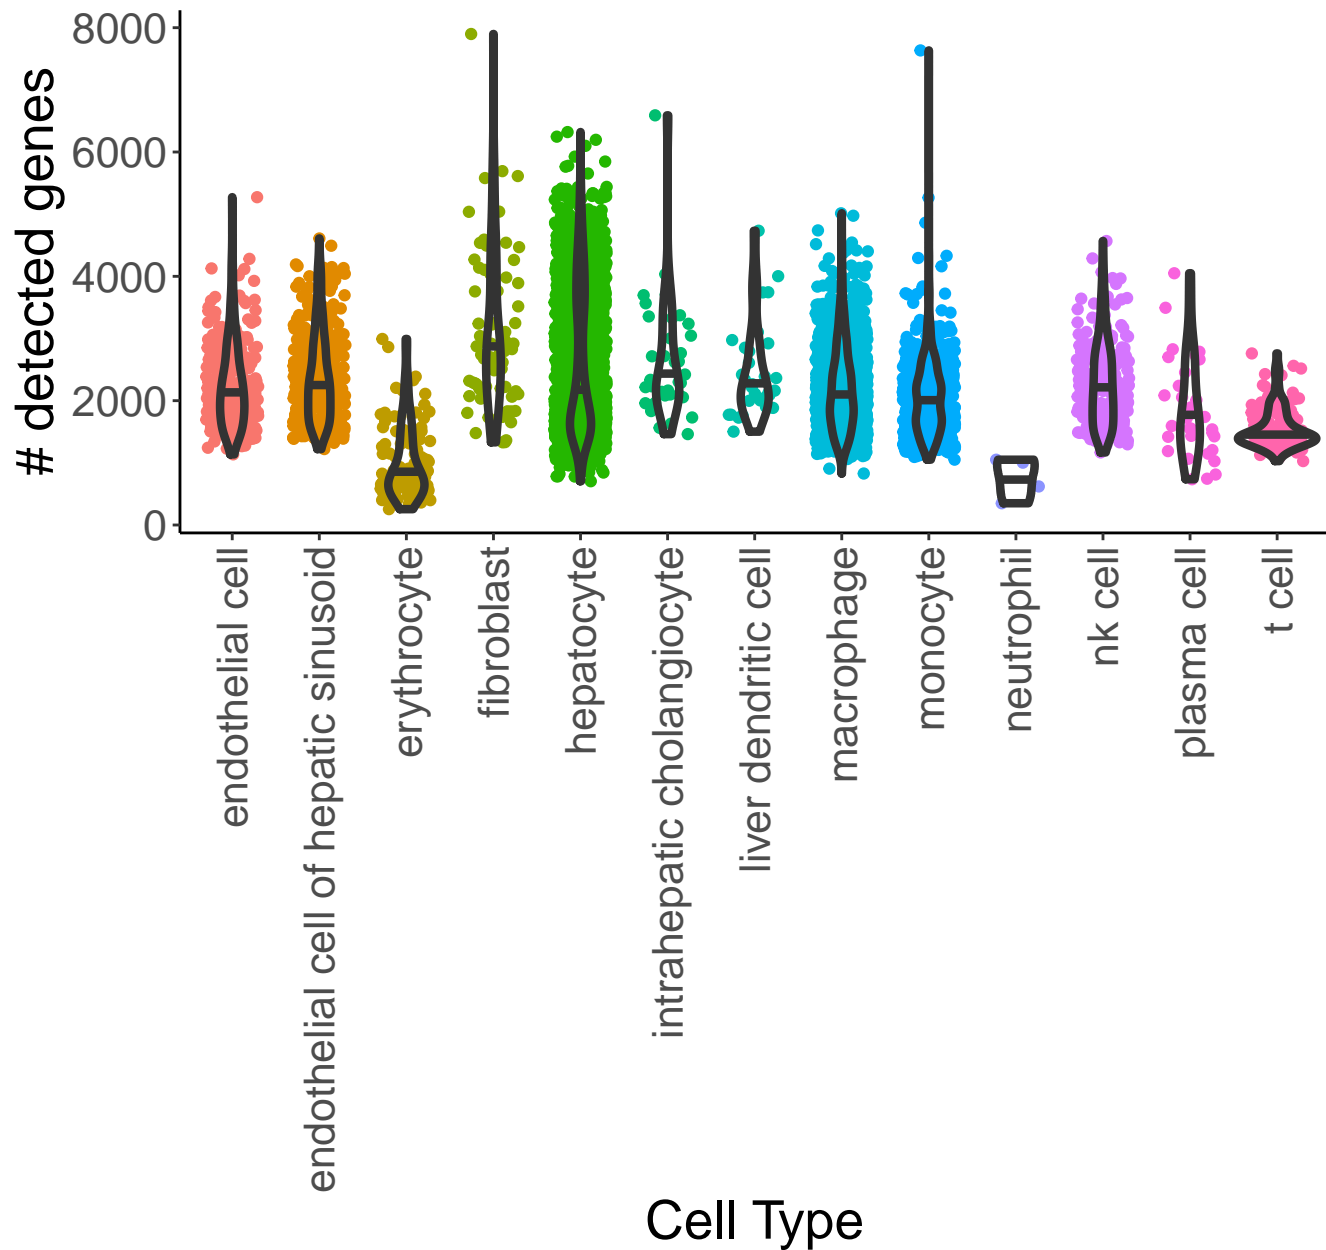 # detected genes
8000
6000
4000
2000
0
endothelial cell
endothelial cell of hepatic sinusoid
erythrocyte
fibroblast
hepatocyte
intrahepatic cholangiocyte
liver dendritic cell
macrophage
monocyte
neutrophil
nk cell
plasma cell
t cell
Cell Type